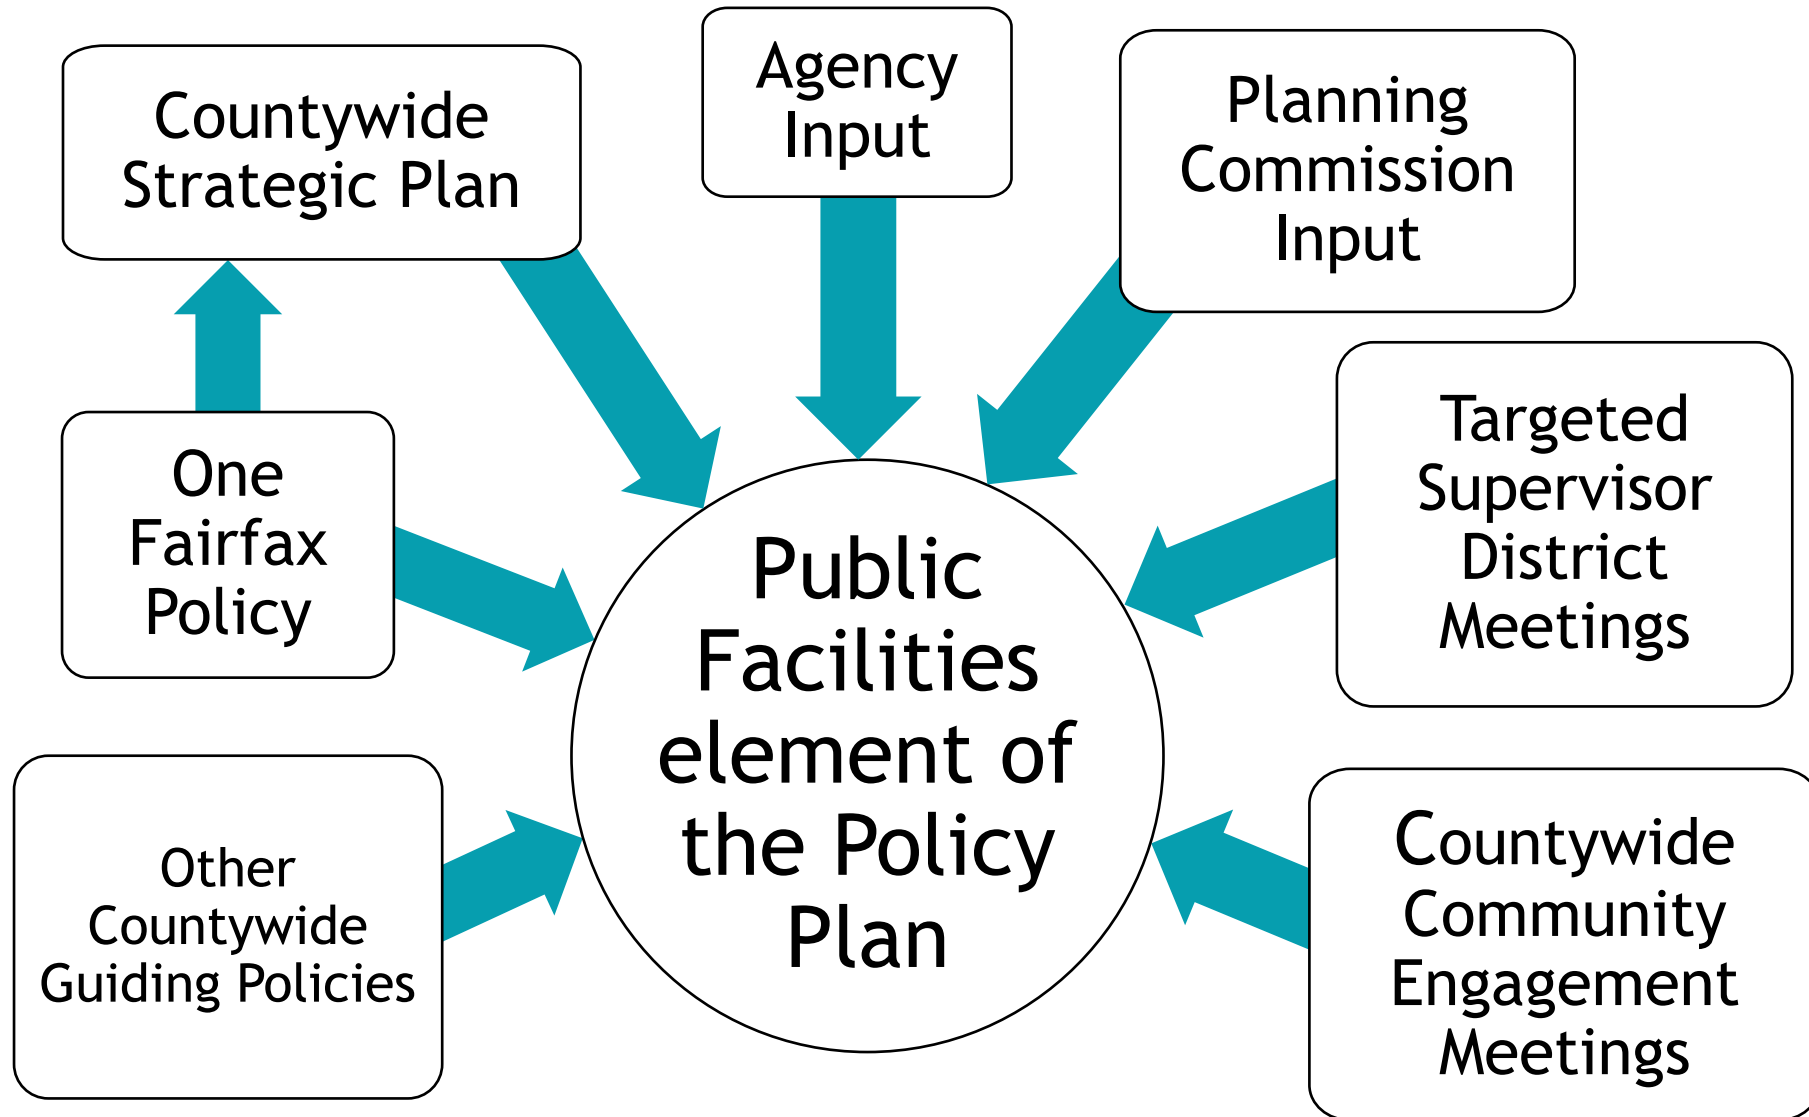 Countywide
Strategic Plan
Agency
Input
Planning
Commission
Input
One
Fairfax
Policy
Targeted
Supervisor
District
Meetings
Public
Facilities
element of
the Policy
Plan
Other
Countywide
Guiding Policies
Countywide
Community
Engagement
Meetings